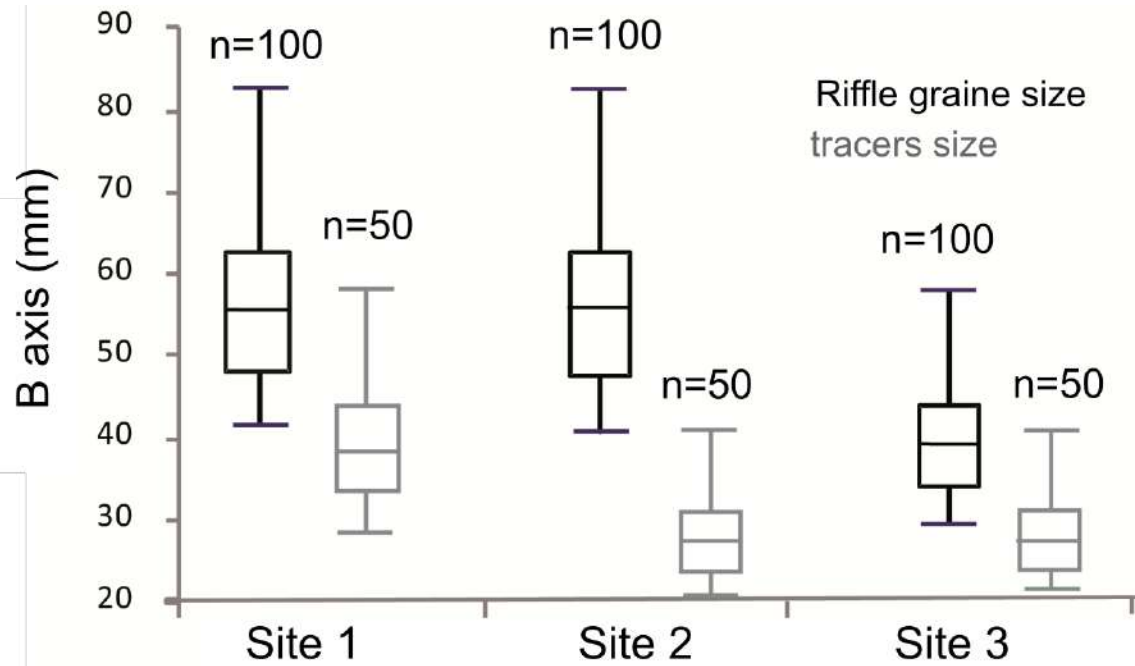 90
80
70
60
50
40
30
20
B axis (mm)
n=100
n=50
n=100
n=50
n=100
n=50
Riffle graine size
tracers size
Site 1
Site 2
Site 3